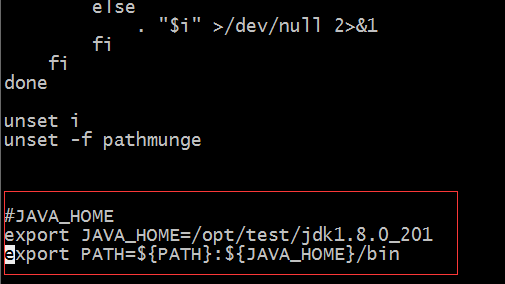 else
. "$i" >/dev/null 2>&1
fi
fi
done
unset i
unset -f pathmunge
#JAVA_HOME
export JAVA_HOME=/opt/test/jdk1.8.0_201
export PATH=${PATH}:${JAVA_HOME}/bin